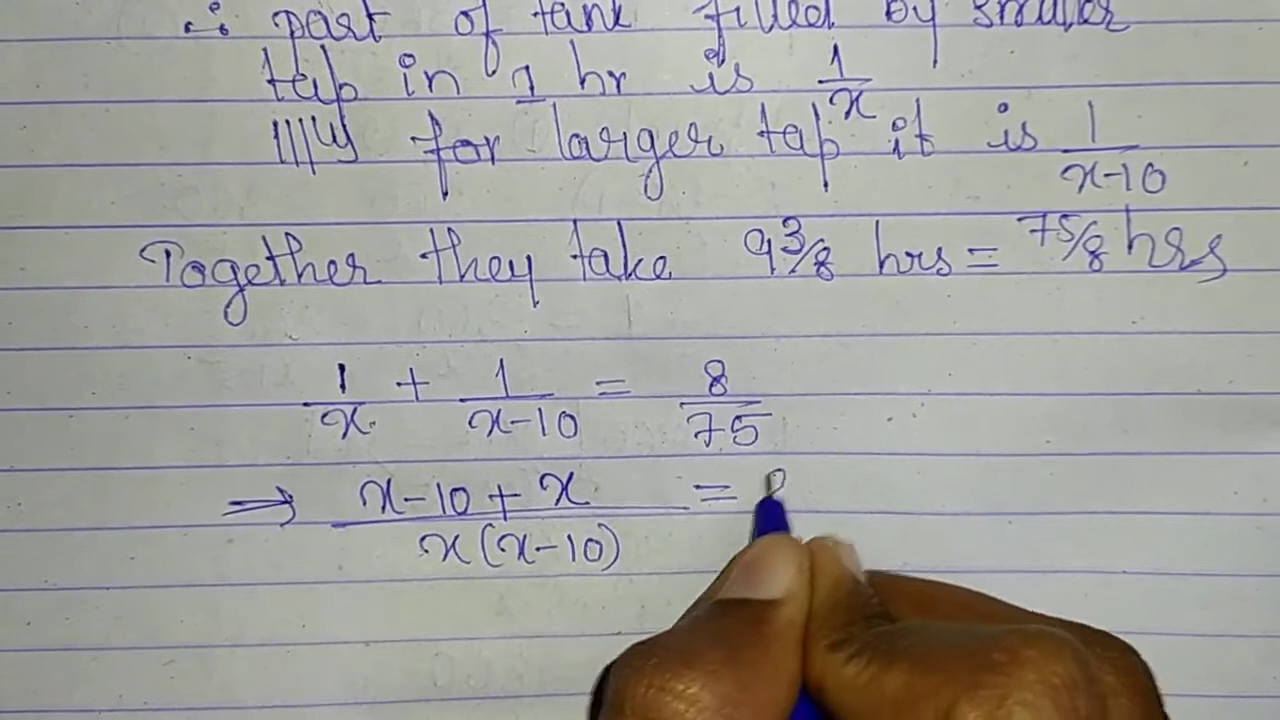 ∴ part of tank filled by smaller
tap in 1 hr is 1/x
|||ly for larger tap it is 1/(x-10)
Together they take 9 3/8 hrs = 75/8 hrs
1/x + 1/(x-10) = 8/75
⇒ (x-10+x)/(x(x-10)) =